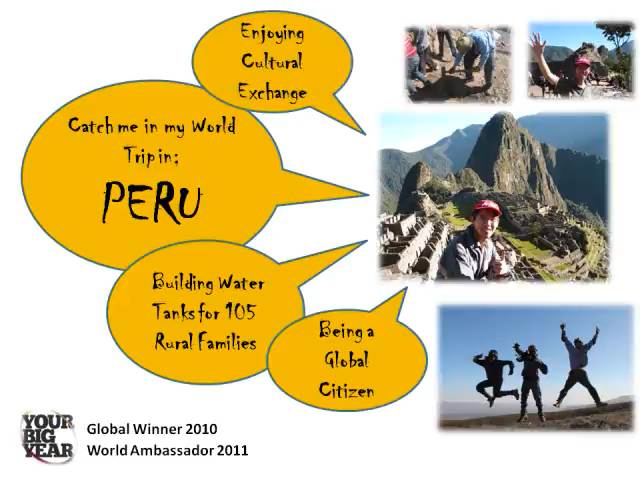 Enjoying
Cultural
Exchange
Catch me in my World
Trip in;
PERU
Building Water
Tanks for 105
Rural Families
Being a
Global
Citizen
YOUR
BIG
YEAR
Global Winner 2010
World Ambassador 2011